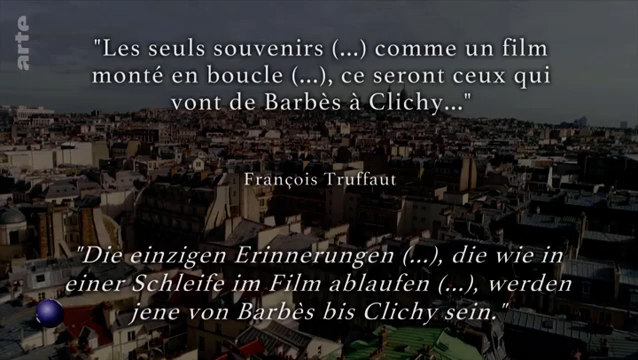 arte
"Les seuls souvenirs (...) comme un film
monté en boucle (...), ce seront ceux qui
vont de Barbès à Clichy..."
François Truffaut
"Die einzigen Erinnerungen (...), die wie in
einer Schleife im Film ablaufen (...), werden
jene von Barbès bis Clichy sein."